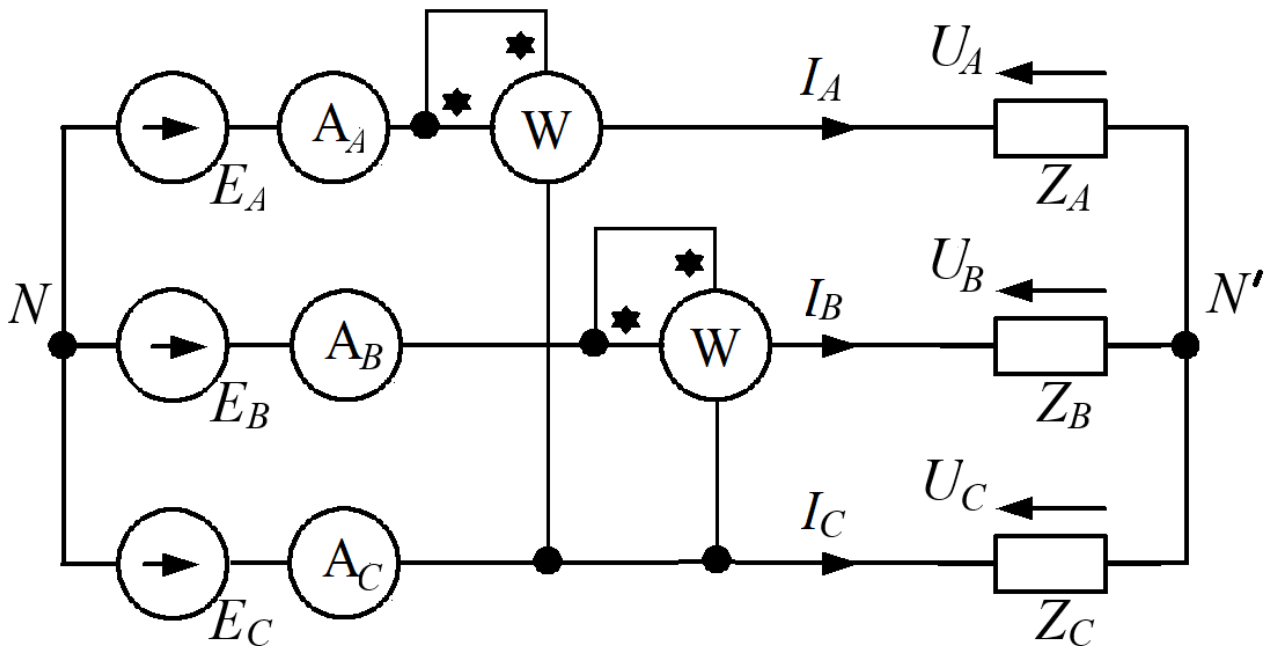 U_A
I_A
A_A
W
E_A
Z_A
U_B
N
I_B
N′
A_B
W
E_B
Z_B
U_C
I_C
A_C
E_C
Z_C